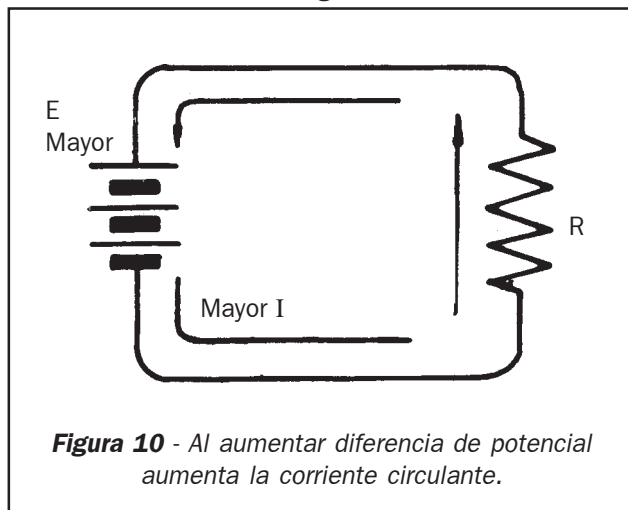 E
Mayor
R
Mayor I
Figura 10 - Al aumentar diferencia de potencial
aumenta la corriente circulante.